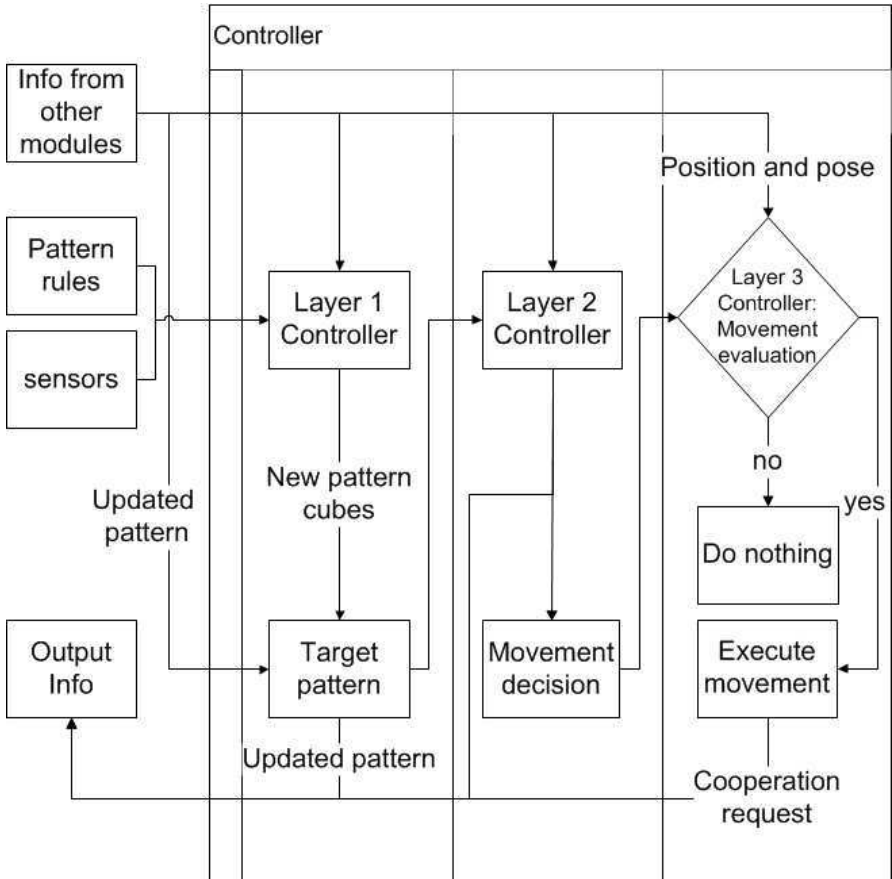 Controller
Info from
other
modules
Position and pose
Pattern
rules
Layer 1
Controller
Layer 2
Controller
Layer 3
Controller:
Movement
evaluation
sensors
no
New pattern
cubes
Updated
pattern
yes
Do nothing
Output
Info
Target
pattern
Movement
decision
Execute
movement
Updated pattern
Cooperation
request